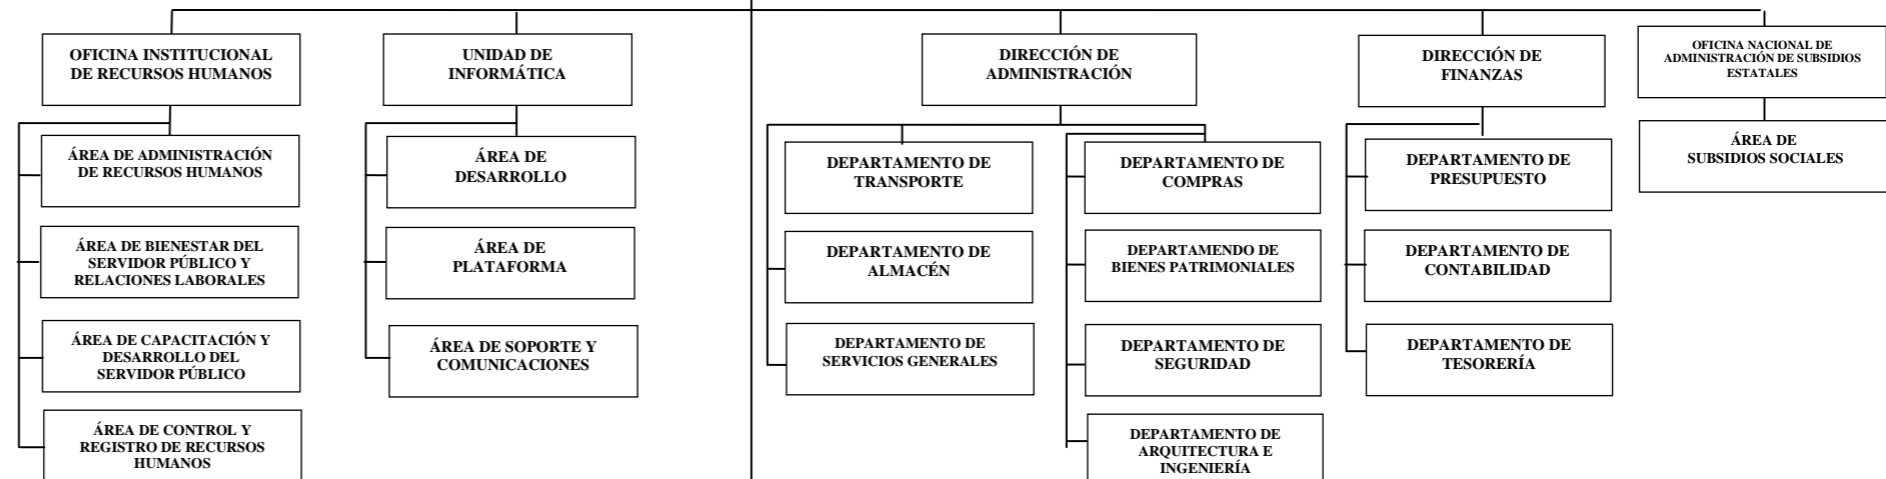 OFICINA INSTITUCIONAL
DE RECURSOS HUMANOS
UNIDAD DE
INFORMÁTICA
DIRECCIÓN DE
ADMINISTRACIÓN
DIRECCIÓN DE
FINANZAS
OFICINA NACIONAL DE
ADMINISTRACIÓN DE SUBSIDIOS
ESTATALES
ÁREA DE ADMINISTRACIÓN
DE RECURSOS HUMANOS
ÁREA DE BIENESTAR DEL
SERVIDOR PÚBLICO Y
RELACIONES LABORALES
ÁREA DE CAPACITACIÓN Y
DESARROLLO DEL
SERVIDOR PÚBLICO
ÁREA DE CONTROL Y
REGISTRO DE RECURSOS
HUMANOS
ÁREA DE
DESARROLLO
ÁREA DE
PLATAFORMA
ÁREA DE SOPORTE Y
COMUNICACIONES
DEPARTAMENTO DE
TRANSPORTE
DEPARTAMENTO DE
ALMACÉN
DEPARTAMENTO DE
SERVICIOS GENERALES
DEPARTAMENTO DE
COMPRAS
DEPARTAMENDO DE
BIENES PATRIMONIALES
DEPARTAMENTO DE
SEGURIDAD
DEPARTAMENTO DE
ARQUITECTURA E
INGENIERÍA
DEPARTAMENTO DE
PRESUPUESTO
DEPARTAMENTO DE
CONTABILIDAD
DEPARTAMENTO DE
TESORERÍA
ÁREA DE
SUBSIDIOS SOCIALES